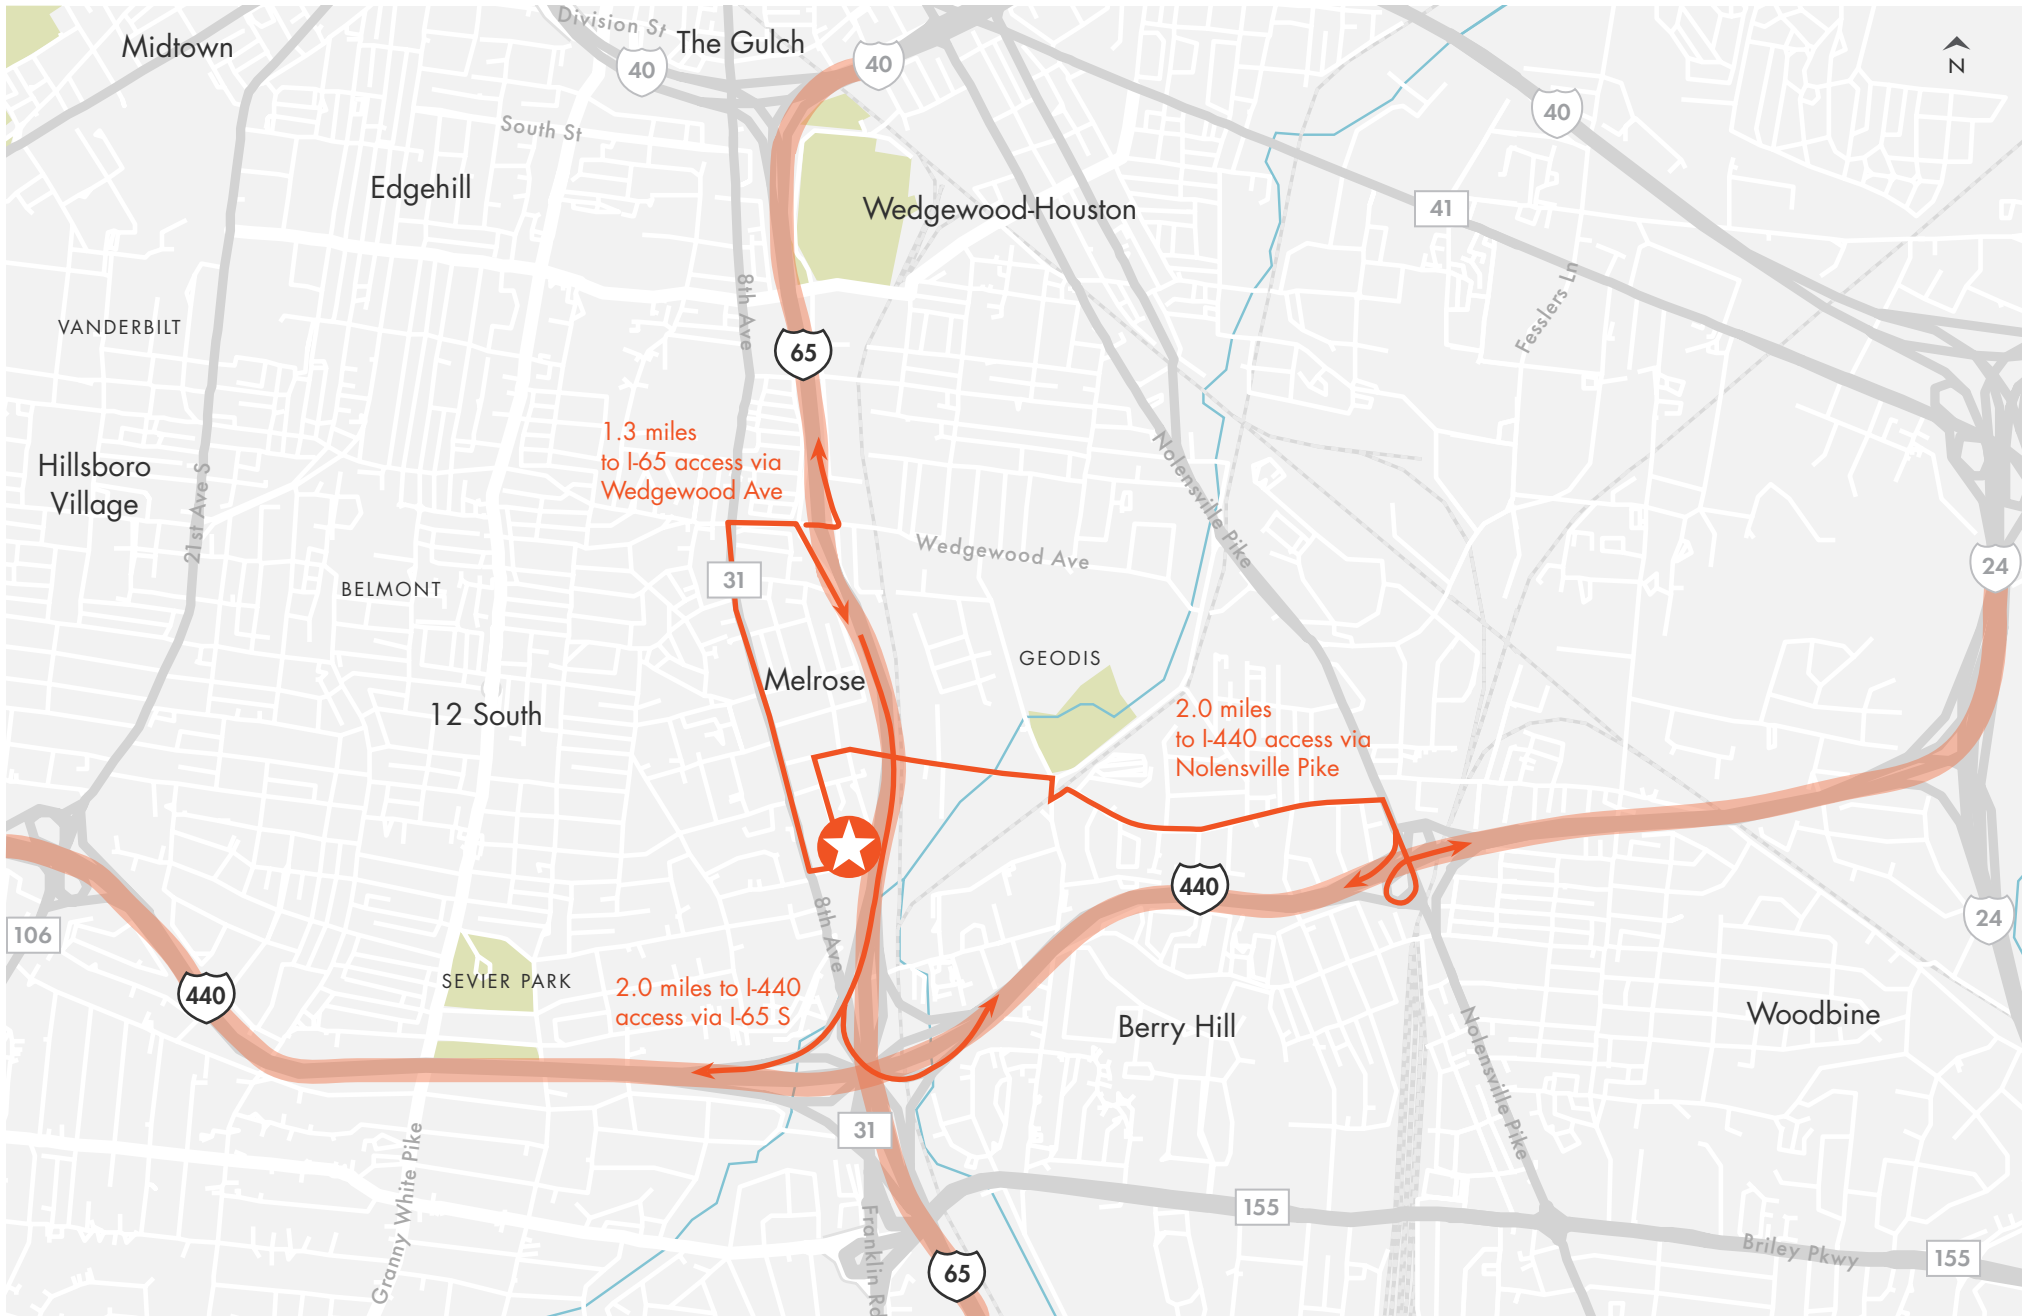 Division St
The Gulch
Midtown
40
40
N
40
South St
Edgehill
Wedgewood-Houston
41
8th Ave
Fesslers Ln
VANDERBILT
65
1.3 miles
to I-65 access via
Wedgewood Ave
Hillsboro
Village
21st Ave S
Nolensville Pike
Wedgewood Ave
24
31
BELMONT
GEODIS
Melrose
12 South
2.0 miles
to I-440 access via
Nolensville Pike
440
106
8th Ave
24
SEVIER PARK
440
2.0 miles to I-440
access via I-65 S
Berry Hill
Woodbine
Nolensville Pike
31
Granny White Pike
155
Franklin Rd
Briley Pkwy
155
65